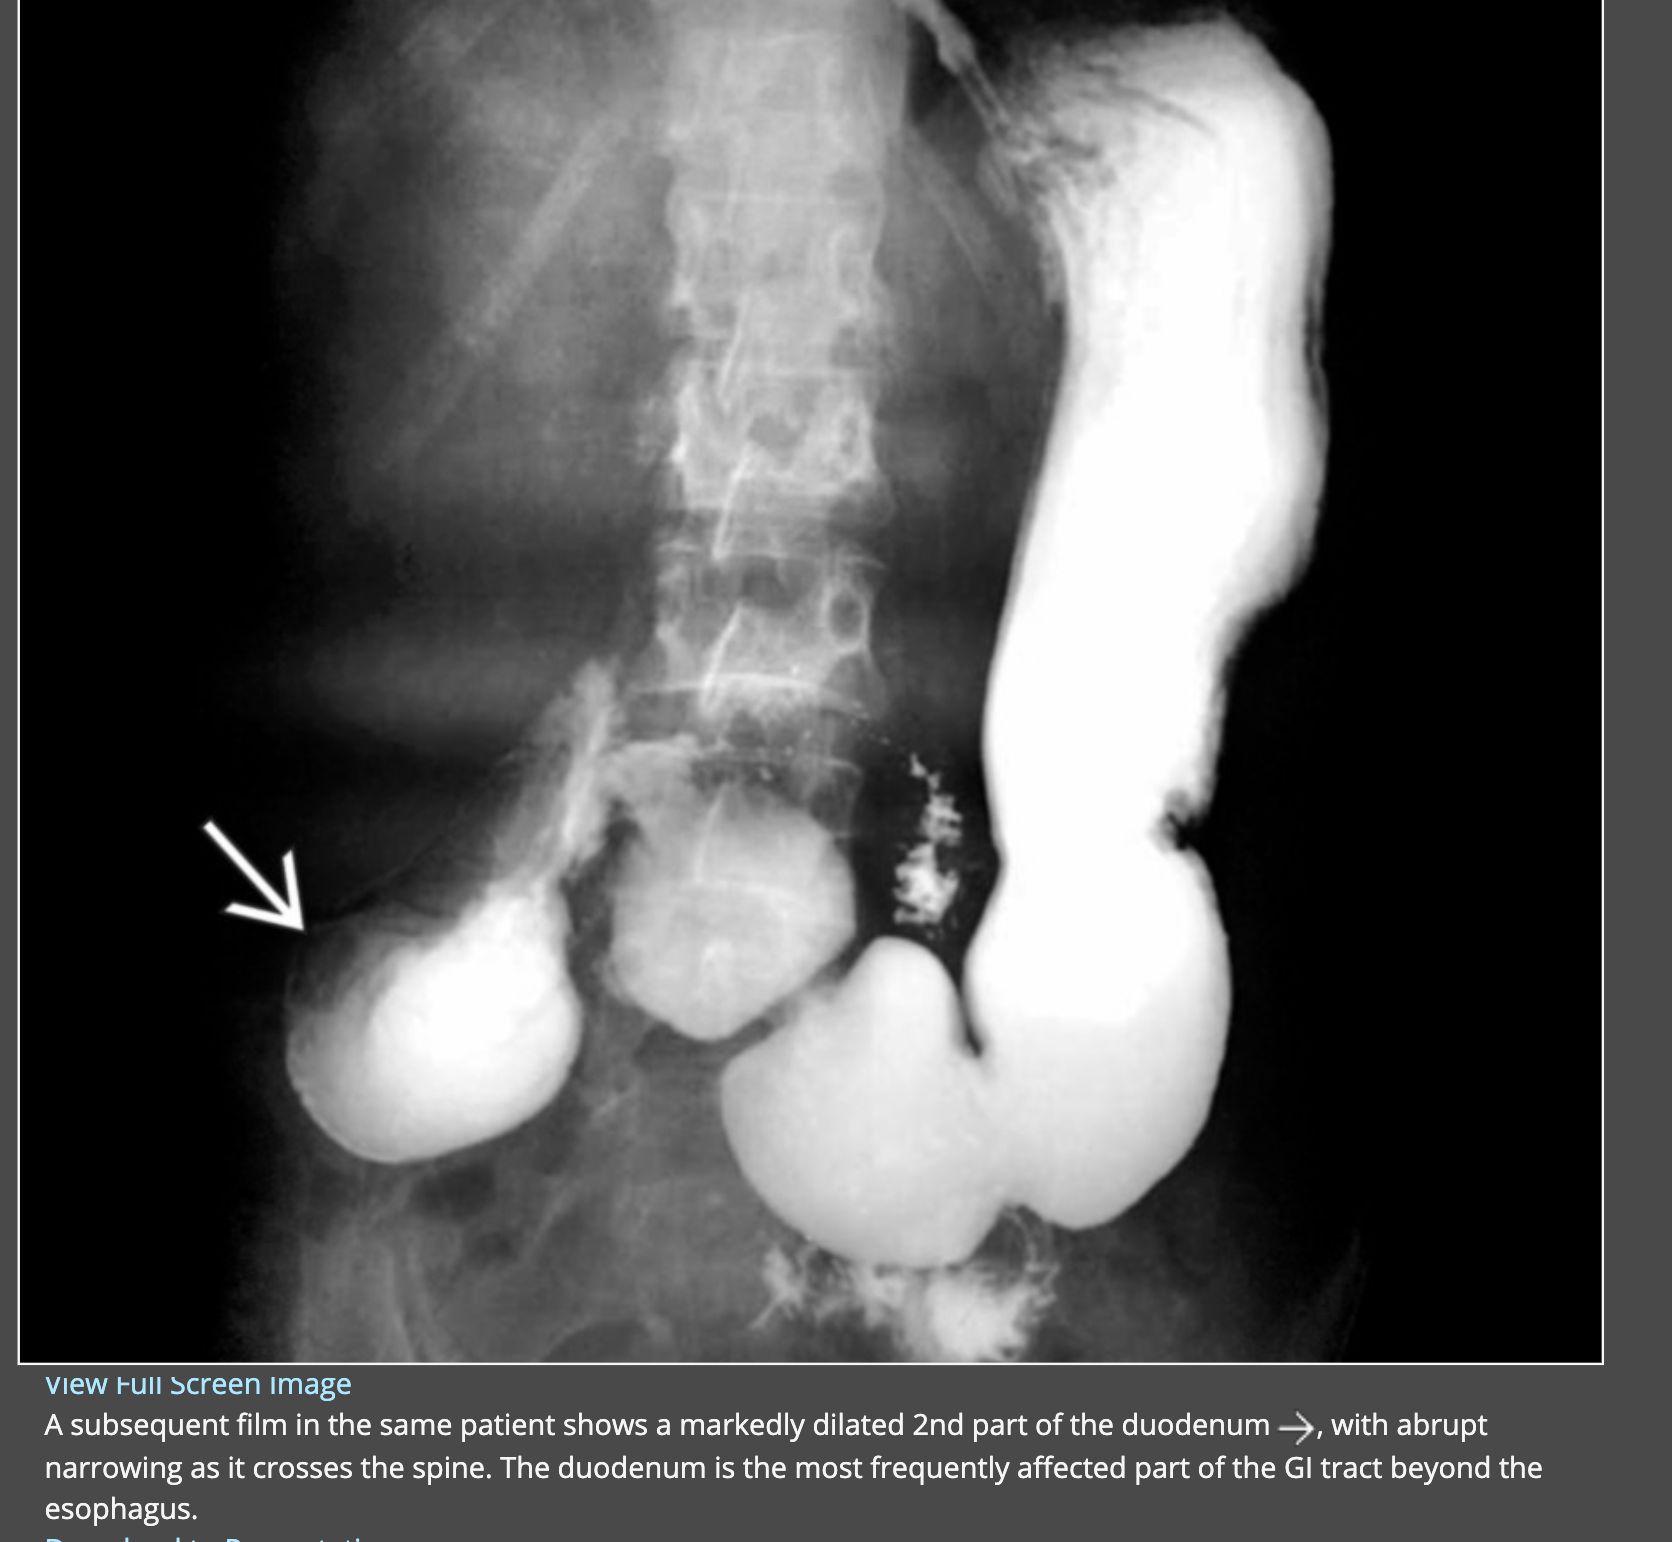 View Full Screen Image
A subsequent film in the same patient shows a markedly dilated 2nd part of the duodenum →, with abrupt
narrowing as it crosses the spine. The duodenum is the most frequently affected part of the GI tract beyond the
esophagus.